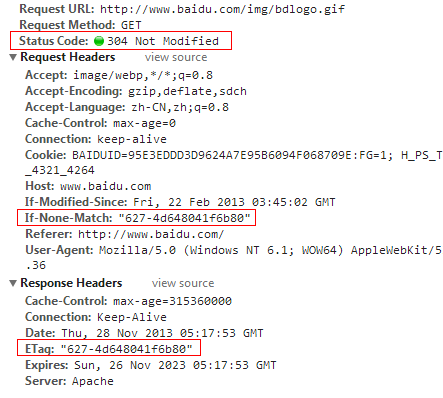 Request URL: http://www.baidu.com/img/bdlogo.gif
Request Method: GET
Status Code: 304 Not Modified
▼ Request Headers view source
Accept: image/webp,*/*;q=0.8
Accept-Encoding: gzip,deflate,sdch
Accept-Language: zh-CN,zh;q=0.8
Cache-Control: max-age=0
Connection: keep-alive
Cookie: BAIDUID=95E3EDDD3D9624A7E95B6094F068709E:FG=1; H_PS_T
_4321_4264
Host: www.baidu.com
If-Modified-Since: Fri, 22 Feb 2013 03:45:02 GMT
If-None-Match: "627-4d648041f6b80"
Referer: http://www.baidu.com/
User-Agent: Mozilla/5.0 (Windows NT 6.1; WOW64) AppleWebKit/5
.36
▼ Response Headers view source
Cache-Control: max-age=315360000
Connection: Keep-Alive
Date: Thu, 28 Nov 2013 05:17:53 GMT
ETag: "627-4d648041f6b80"
Expires: Sun, 26 Nov 2023 05:17:53 GMT
Server: Apache